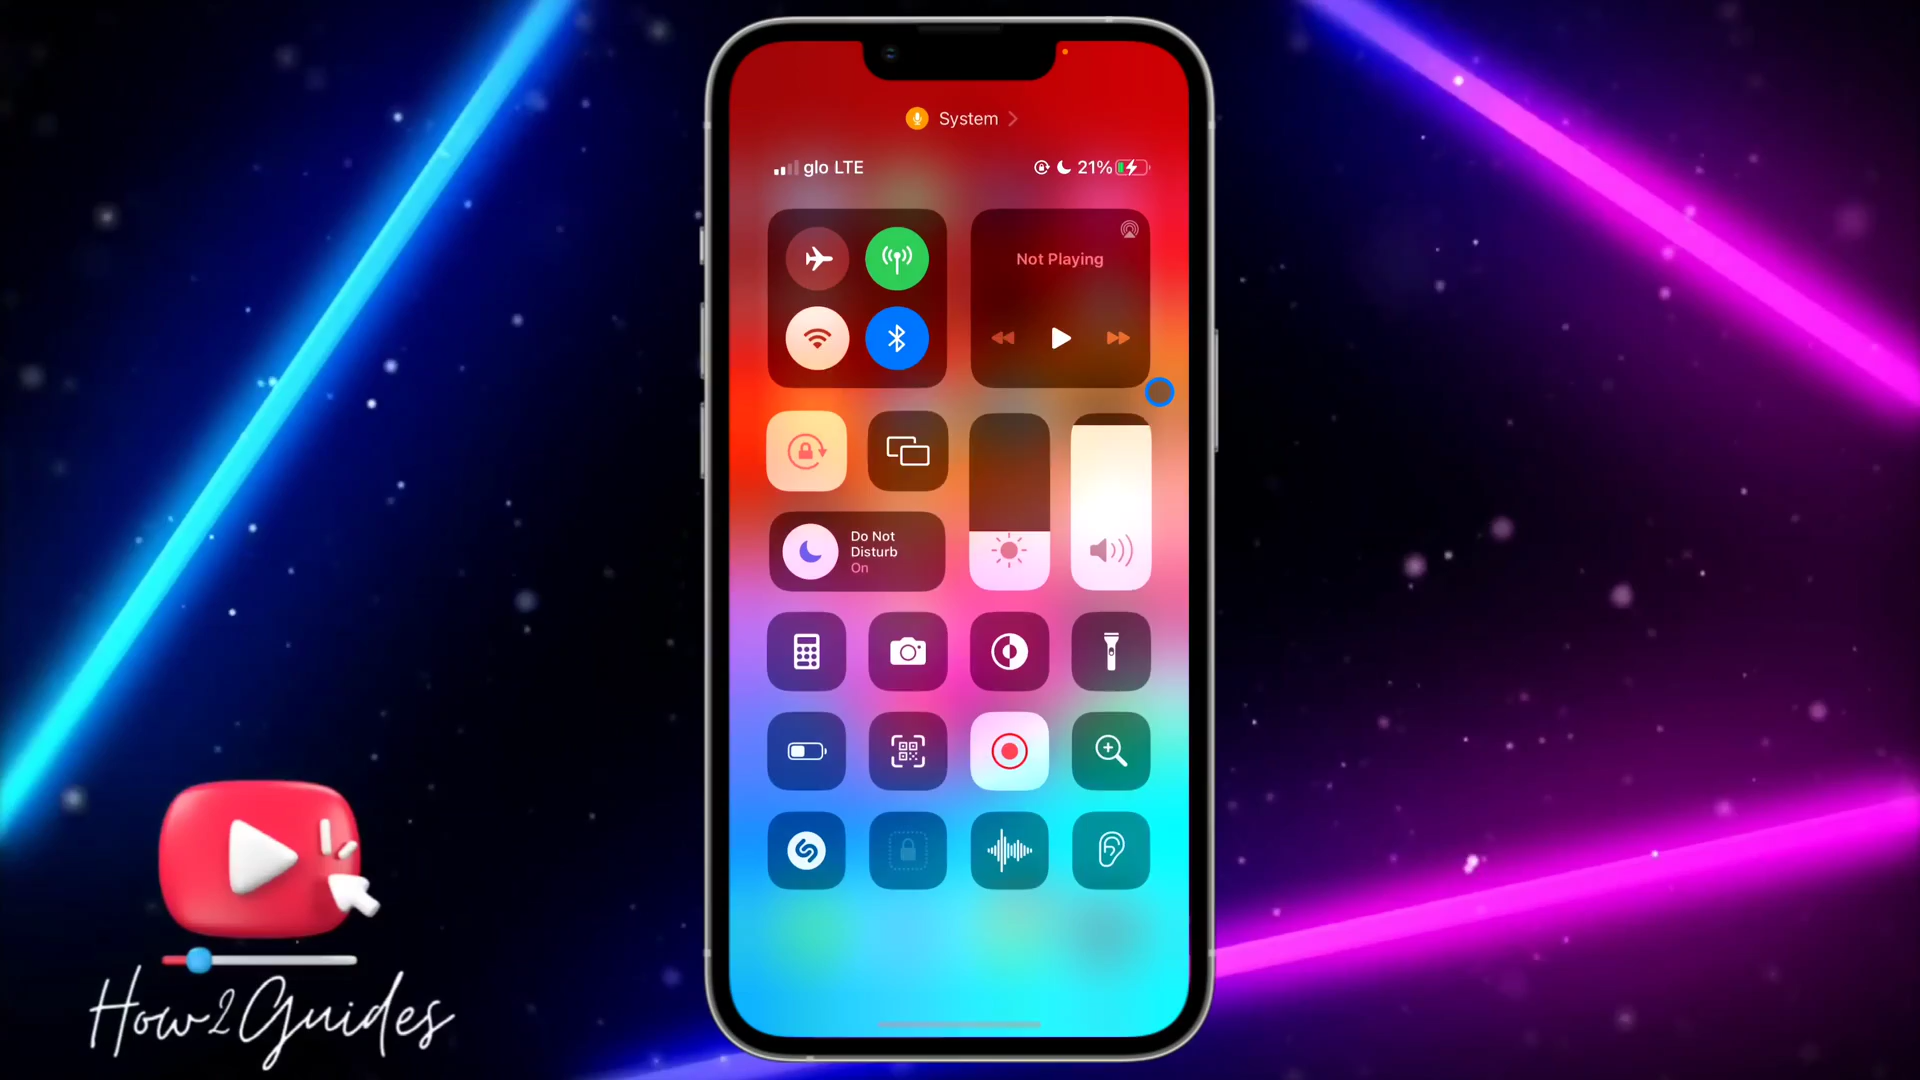 System
glo LTE
21%
Not Playing
Do Not
Disturb
On
How2Guides